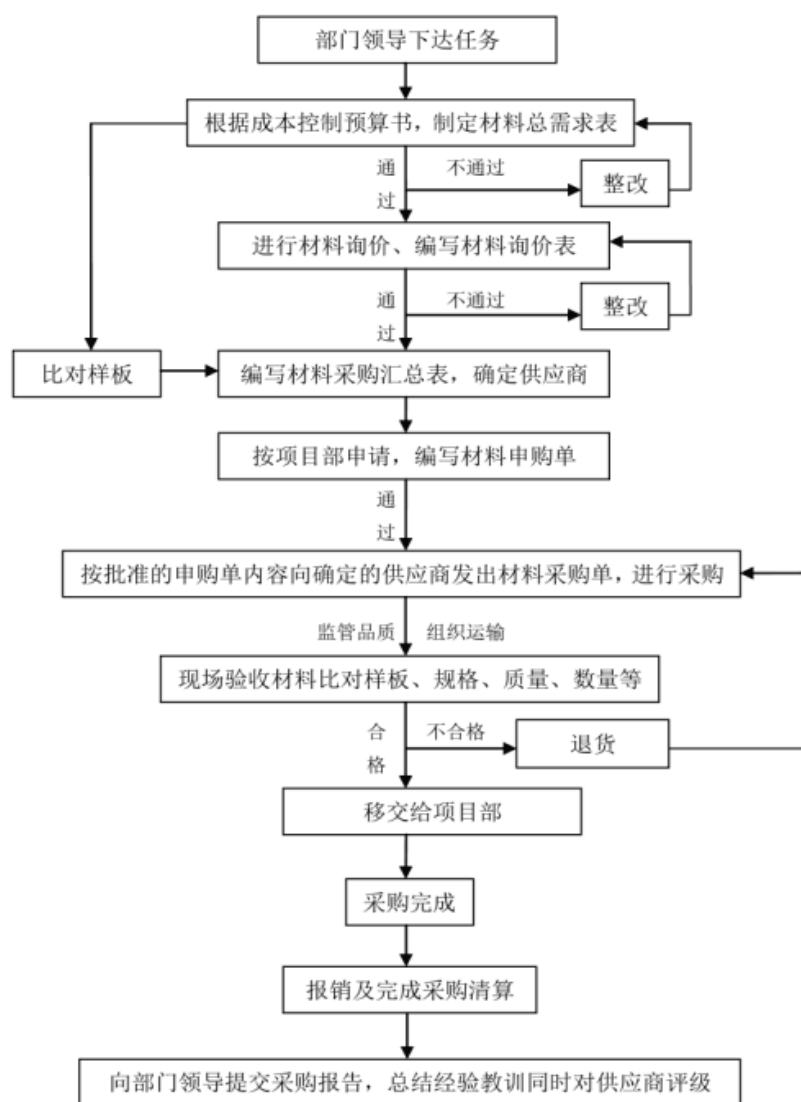 部门领导下达任务
根据成本控制预算书，制定材料总需求表
通过
不通过
整改
进行材料询价、编写材料询价表
通过
不通过
整改
比对样板
编写材料采购汇总表，确定供应商
按项目部申请，编写材料申购单
通过
按批准的申购单内容向确定的供应商发出材料采购单，进行采购
监管品质
组织运输
现场验收材料比对样板、规格、质量、数量等
合格
不合格
退货
移交给项目部
采购完成
报销及完成采购清算
向部门领导提交采购报告，总结经验教训同时对供应商评级